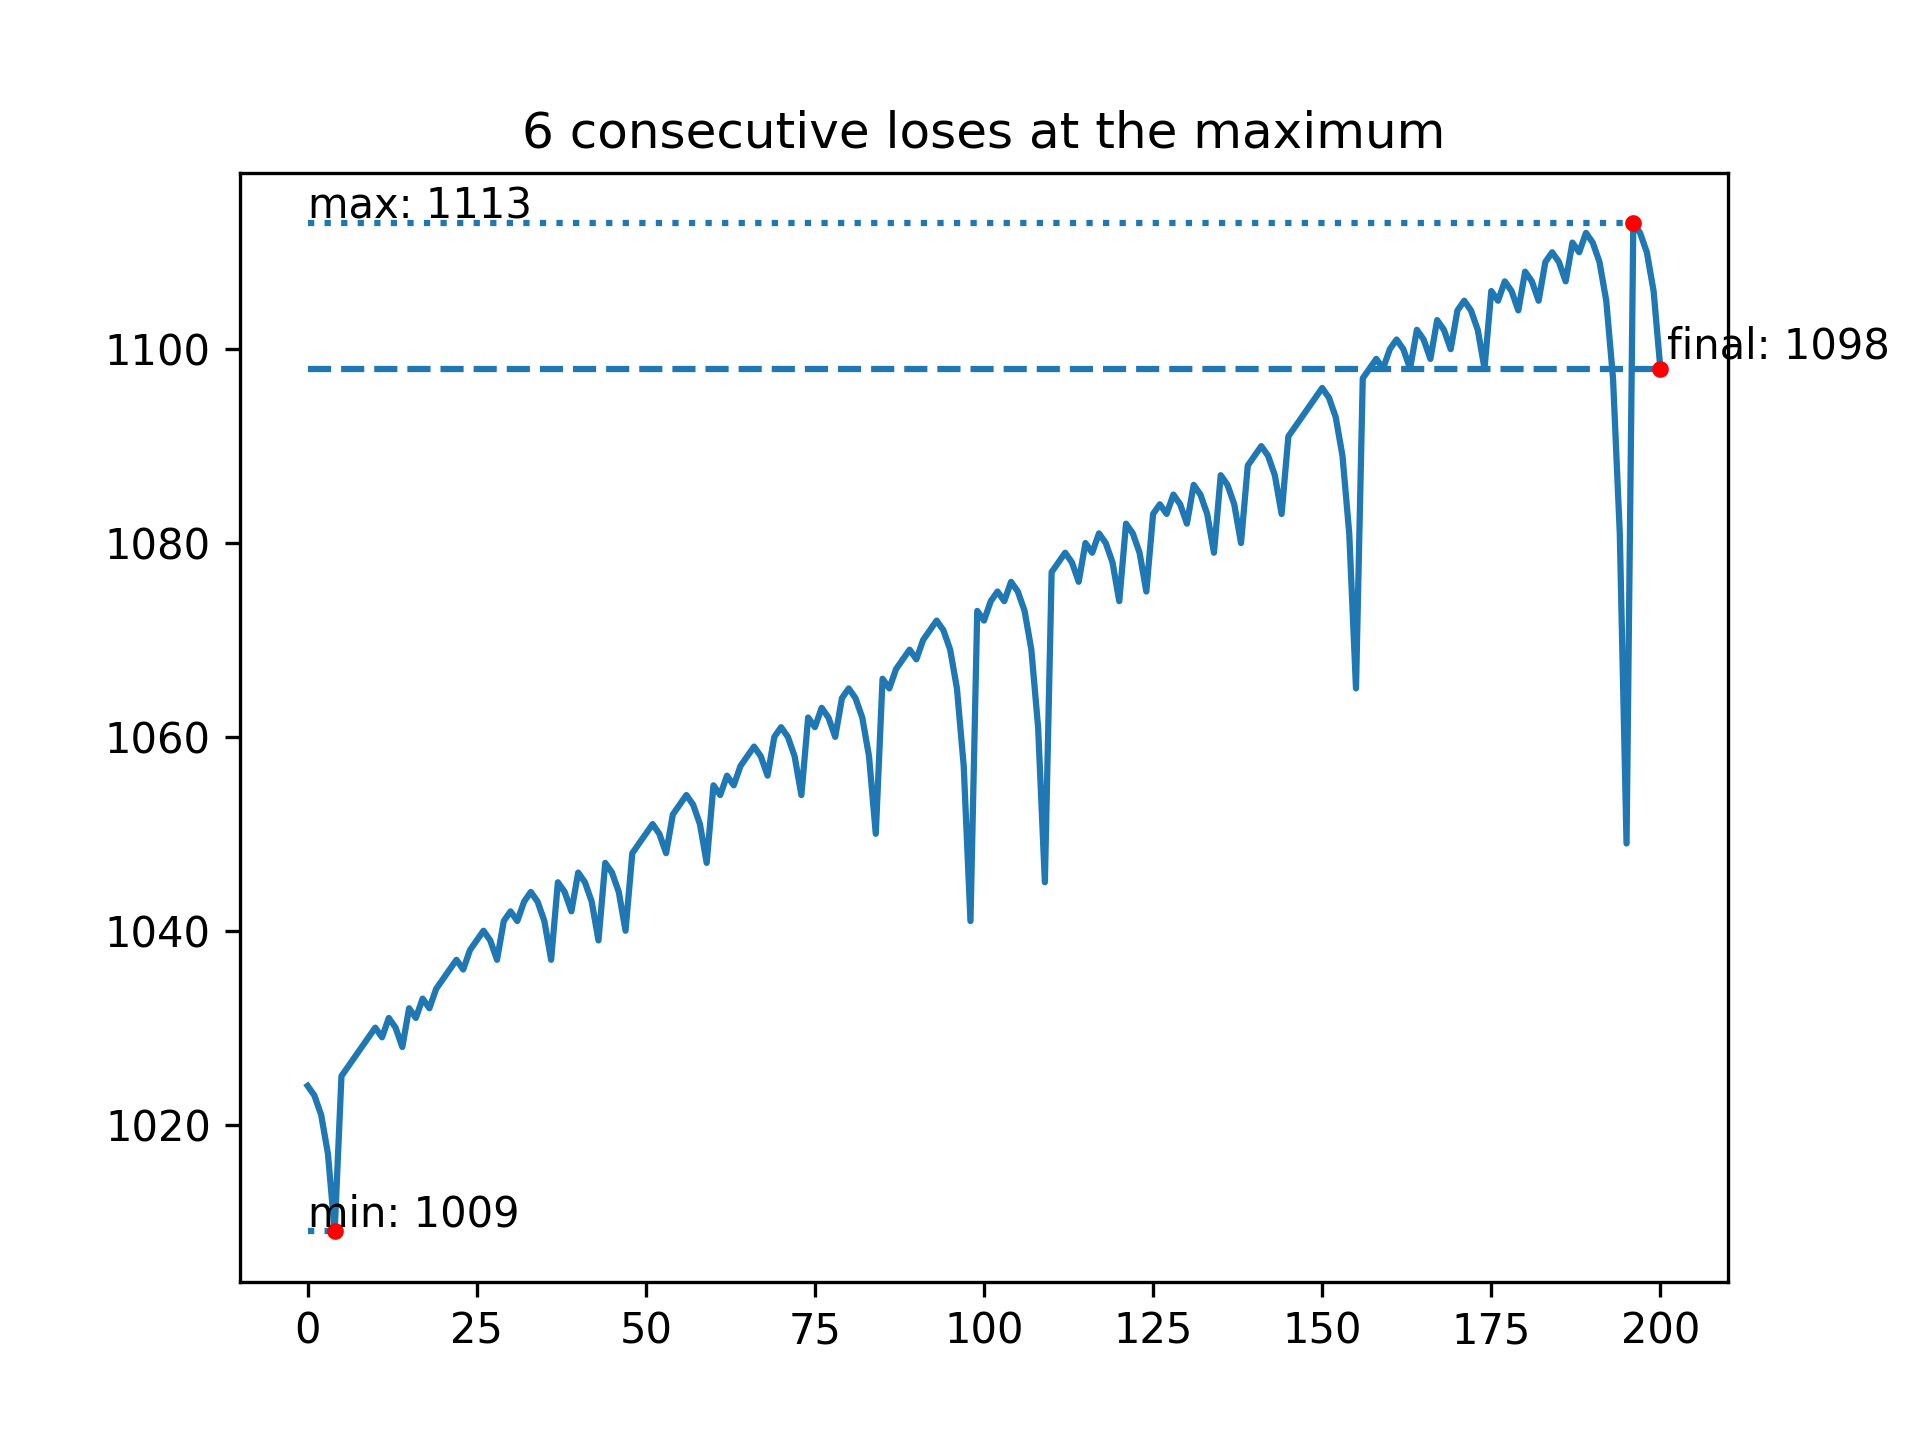 6 consecutive loses at the maximum
max: 1113
1100
final: 1098
1080
1060
1040
1020
min: 1009
0 25 50 75 100 125 150 175 200